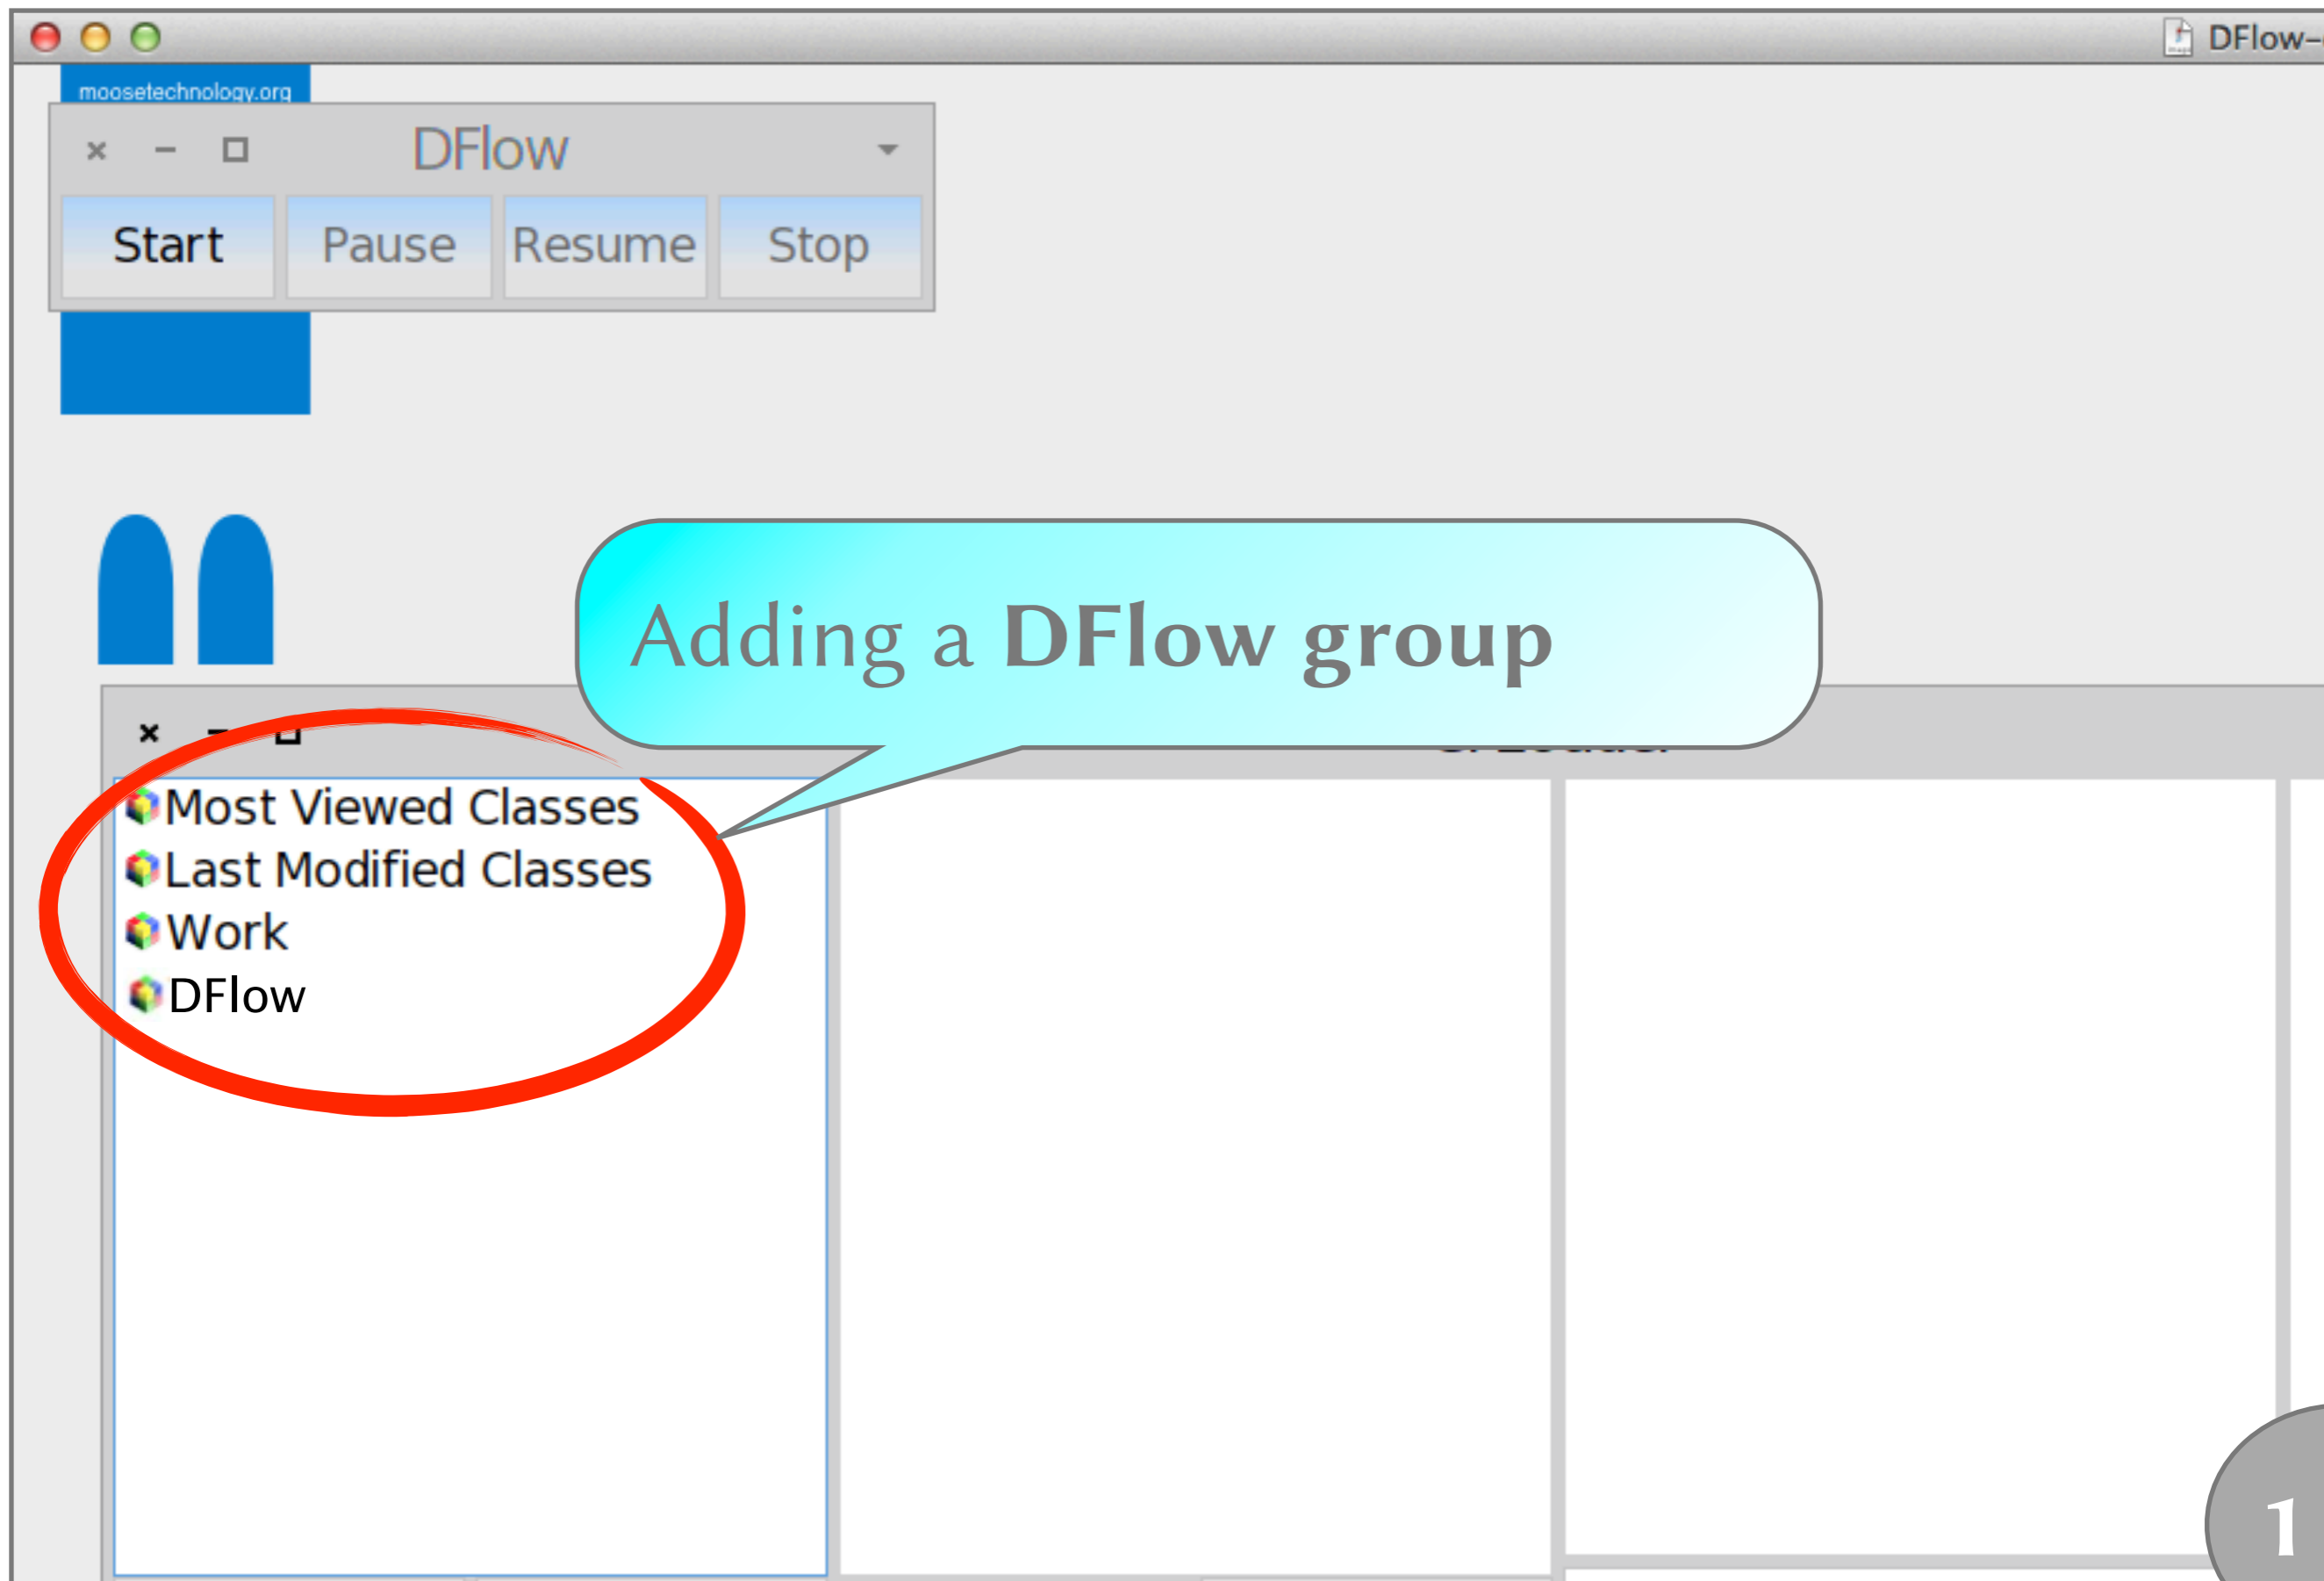 DFlow-
moosetechnology.org
DFlow
Start Pause Resume Stop
Adding a DFlow group
Most Viewed Classes
Last Modified Classes
Work
DFlow
1